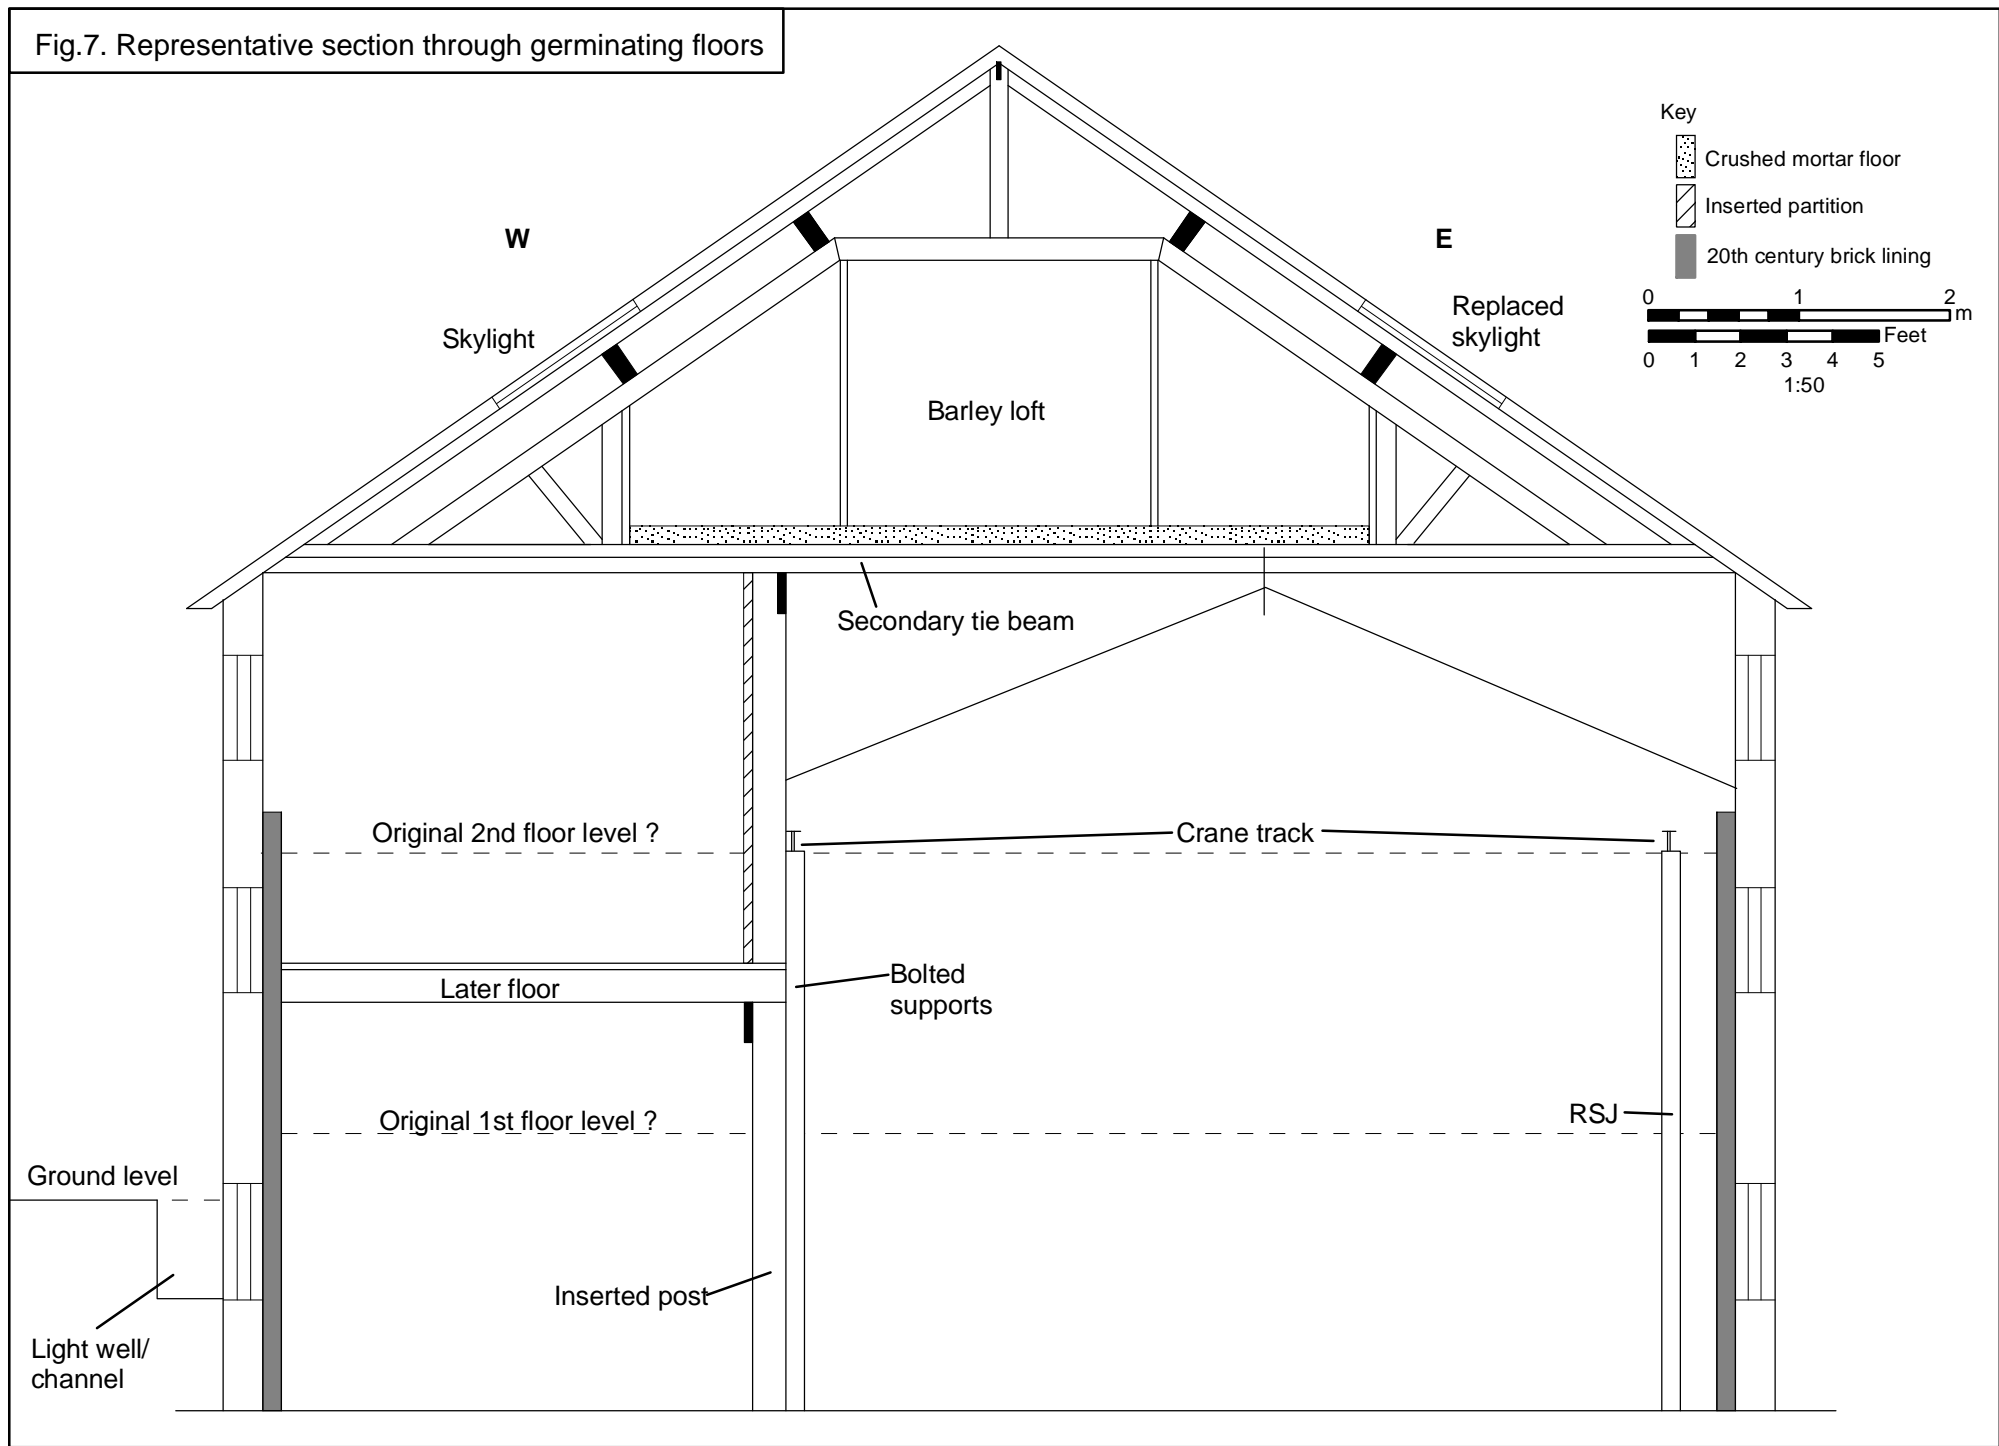 Fig.7. Representative section through germinating floors
Key
Crushed mortar floor
Inserted partition
20th century brick lining
W
E
0 1 2
m
Feet
0 1 2 3 4 5
1:50
Skylight
Replaced
skylight
Barley loft
Secondary tie beam
Original 2nd floor level ?
Crane track
Later floor
Bolted
supports
Original 1st floor level ?
RSJ
Ground level
Inserted post
Light well/
channel